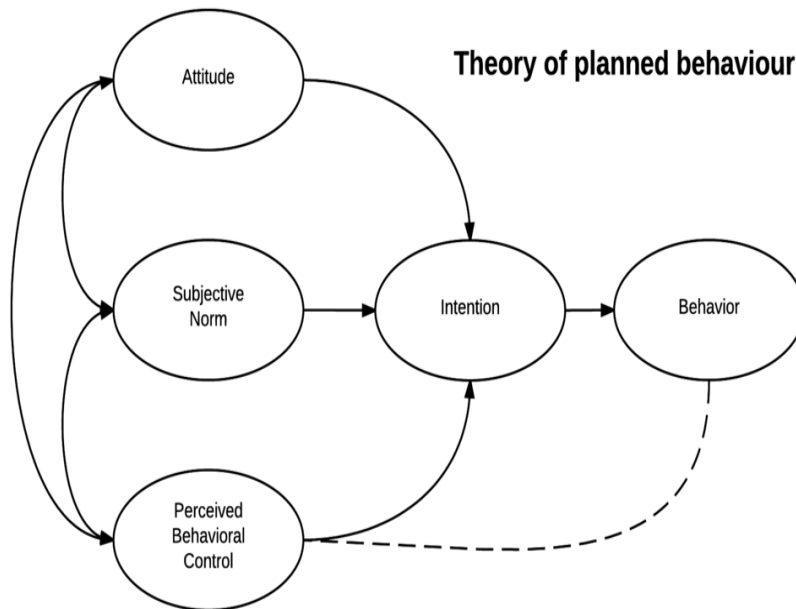 Theory of planned behaviour
Attitude
Subjective
Norm
Intention
Behavior
Perceived
Behavioral
Control